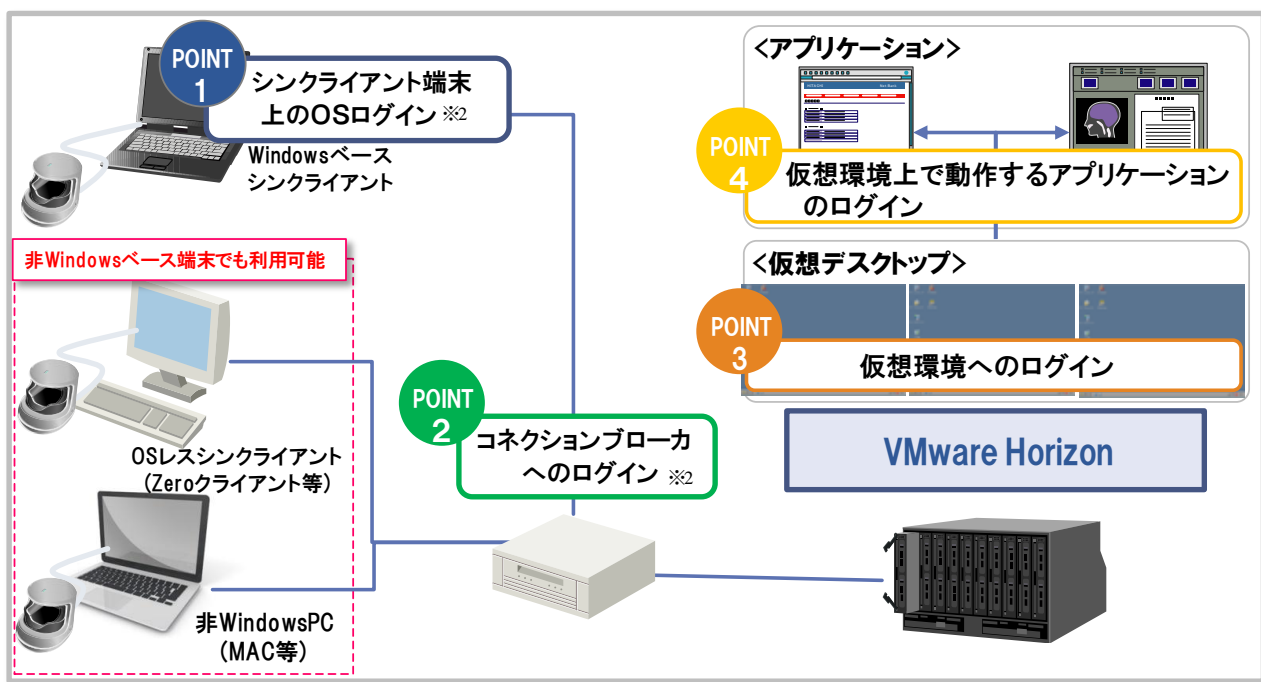 POINT
1
シンクライアント端末
上のOSログイン ※2
Windowsベース
シンクライアント
非Windowsベース端末でも利用可能
OSレスシンクライアント
(Zeroクライアント等)
非WindowsPC
(MAC等)
POINT
2
コネクションブローカ
へのログイン ※2
<アプリケーション>
POINT
4
仮想環境上で動作するアプリケーション
のログイン
<仮想デスクトップ>
POINT
3
仮想環境へのログイン
VMware Horizon